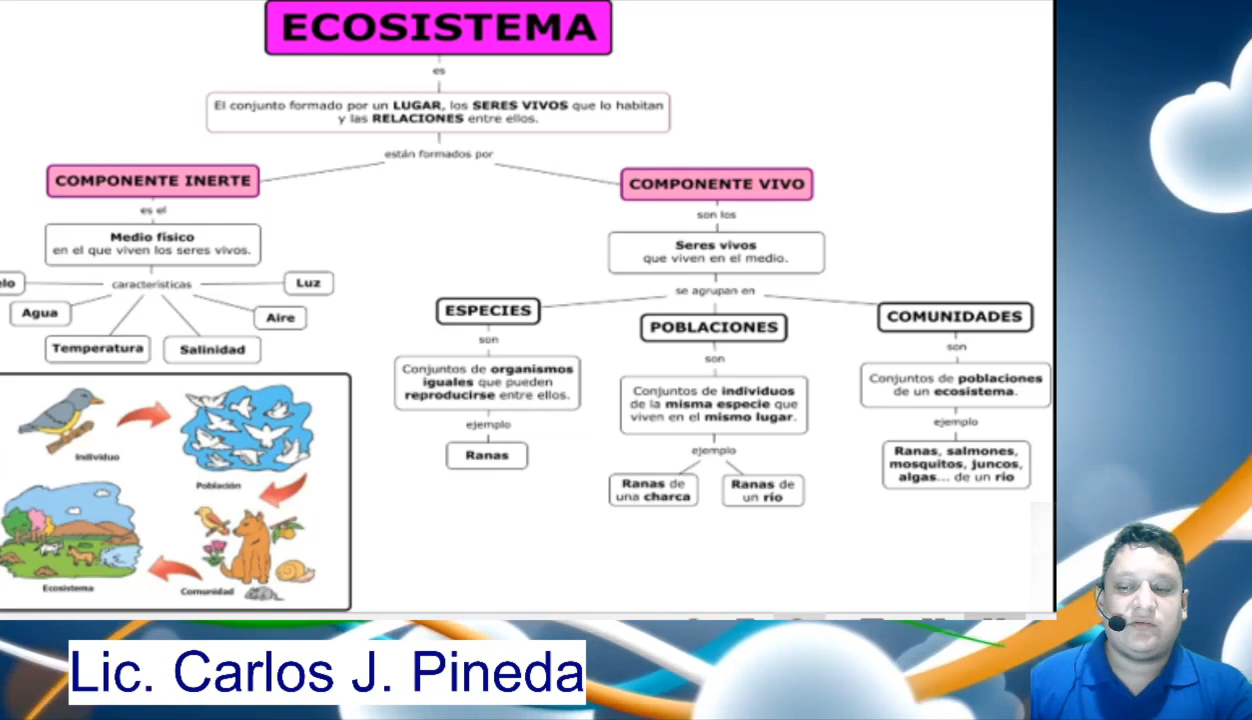 ECOSISTEMA
es
El conjunto formado por un LUGAR, los SERES VIVOS que lo habitan
y las RELACIONES entre ellos.
están formados por
COMPONENTE INERTE
es el
Medio físico
en el que viven los seres vivos.
características
elo
Agua
Temperatura
Salinidad
Aire
Luz
COMPONENTE VIVO
son los
Seres vivos
que viven en el medio.
se agrupan en
ESPECIES
son
Conjuntos de organismos
iguales que pueden
reproducirse entre ellos.
ejemplo
Ranas
POBLACIONES
son
Conjuntos de individuos
de la misma especie que
viven en el mismo lugar.
ejemplo
Ranas de
una charca
Ranas de
un río
COMUNIDADES
son
Conjuntos de poblaciones
de un ecosistema.
ejemplo
Ranas, salmones,
mosquitos, juncos,
algas... de un río
Individuo
Población
Ecosistema
Comunidad
Lic. Carlos J. Pineda